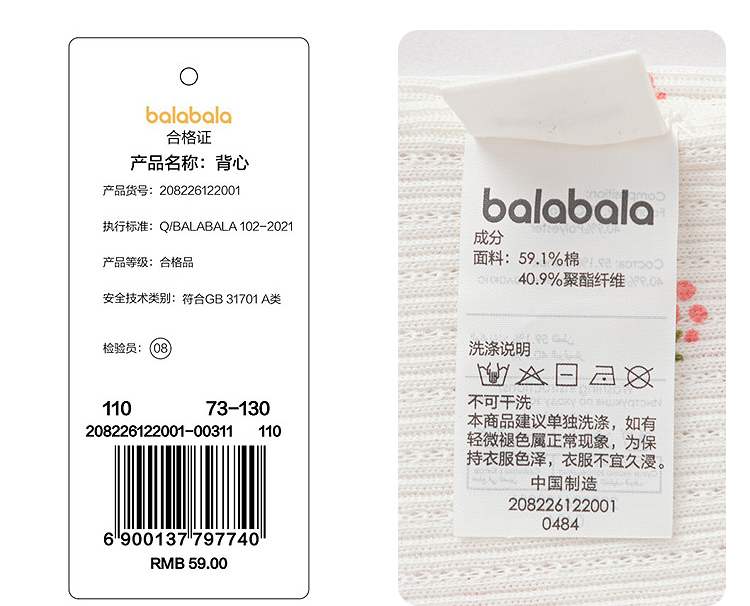 balabala
合格证
产品名称：背心
产品货号：208226122001
执行标准：Q/BALABALA 102-2021
产品等级：合格品
安全技术类别：符合GB 31701 A类
检验员：08
110 73-130
208226122001-00311 110
6 900137 797740
RMB 59.00
balabala
成分
面料：59.1%棉
40.9%聚酯纤维
洗涤说明
不可干洗
本商品建议单独洗涤，如有
轻微褪色属正常现象，为保
持衣服色泽，衣服不宜久浸。
中国制造
208226122001
0484